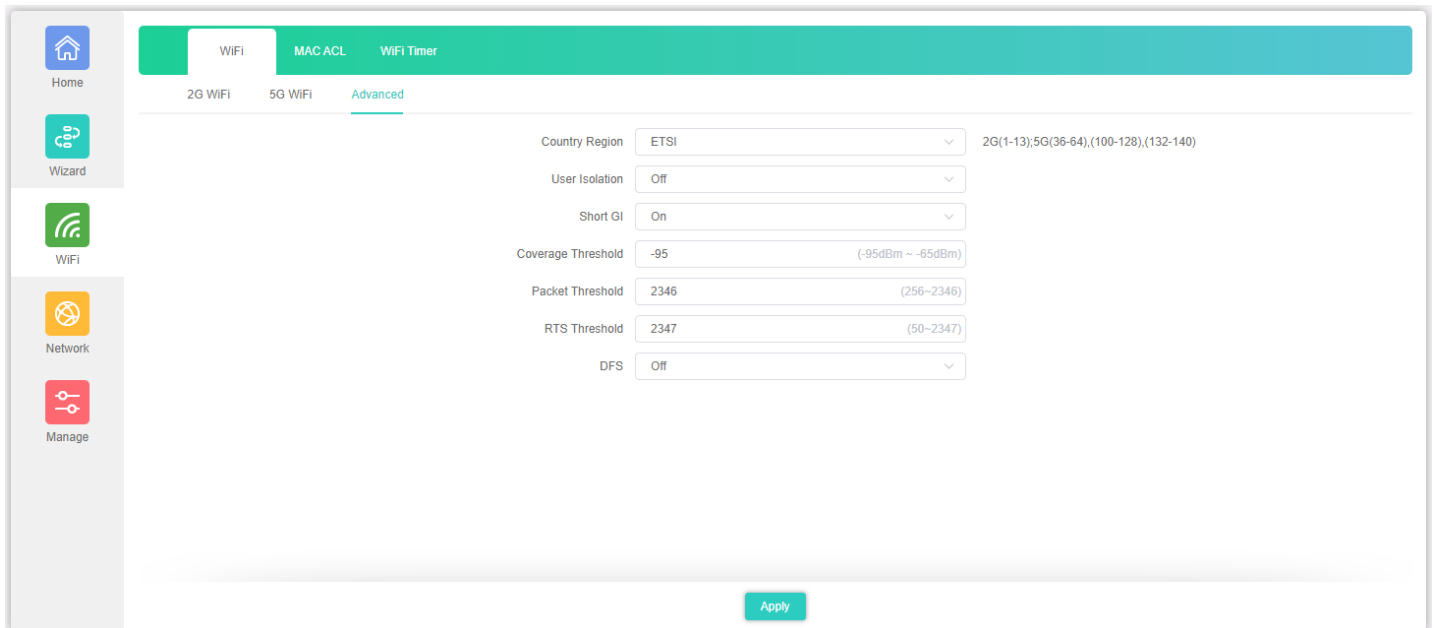 Home
Wizard
WiFi
Network
Manage
WiFi MAC ACL WiFi Timer
2G WiFi 5G WiFi Advanced
Country Region ETSI 2G(1-13);5G(36-64),(100-128),(132-140)
User Isolation Off
Short GI On
Coverage Threshold -95 (-95dBm ~ -65dBm)
Packet Threshold 2346 (256~2346)
RTS Threshold 2347 (50~2347)
DFS Off
Apply